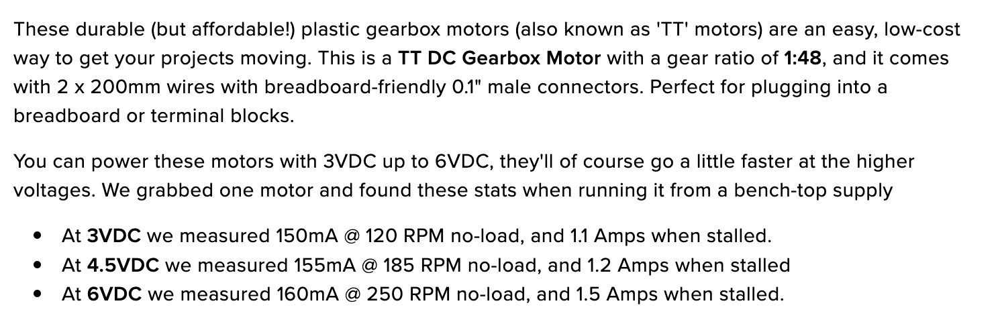 These durable (but affordable!) plastic gearbox motors (also known as 'TT' motors) are an easy, low-cost
way to get your projects moving. This is a TT DC Gearbox Motor with a gear ratio of 1:48, and it comes
with 2 x 200mm wires with breadboard-friendly 0.1" male connectors. Perfect for plugging into a
breadboard or terminal blocks.
You can power these motors with 3VDC up to 6VDC, they'll of course go a little faster at the higher
voltages. We grabbed one motor and found these stats when running it from a bench-top supply
• At 3VDC we measured 150mA @ 120 RPM no-load, and 1.1 Amps when stalled.
• At 4.5VDC we measured 155mA @ 185 RPM no-load, and 1.2 Amps when stalled
• At 6VDC we measured 160mA @ 250 RPM no-load, and 1.5 Amps when stalled.